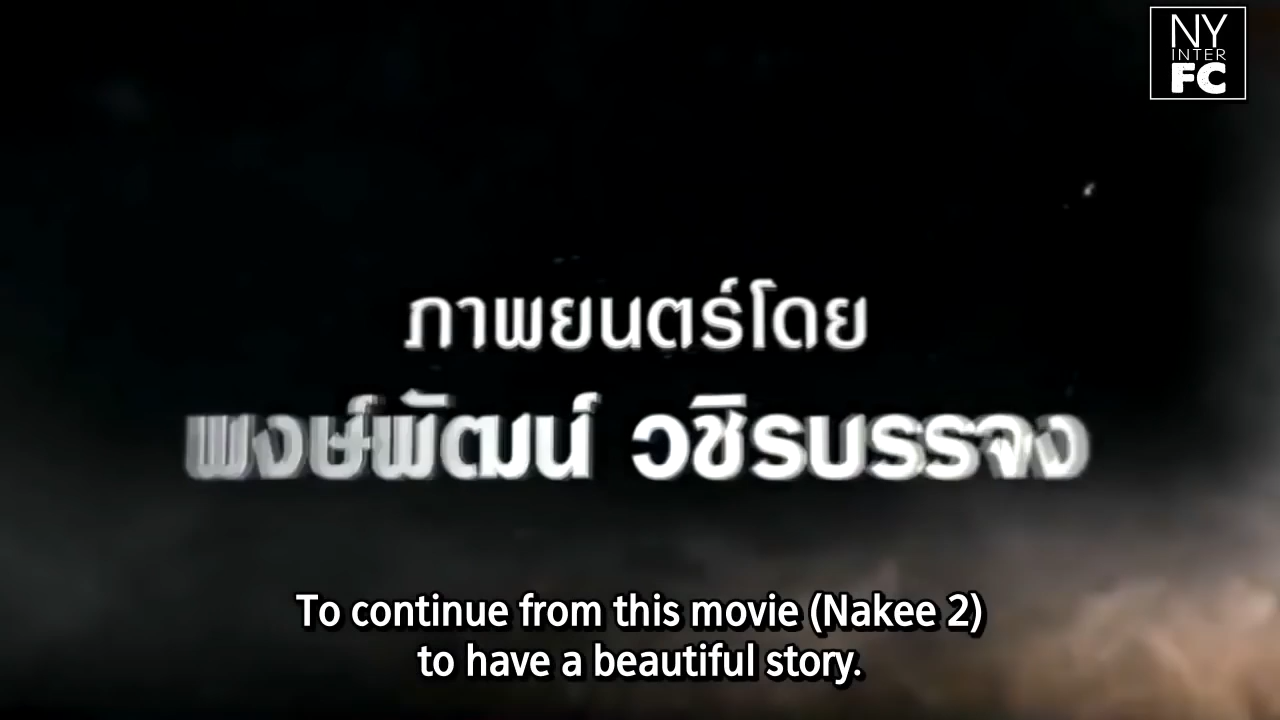 NY
INTER
FC
ภาพยนตร์โดย
พงษ์พัฒน์ วชิรบรรจง
To continue from this movie (Nakee 2)
to have a beautiful story.